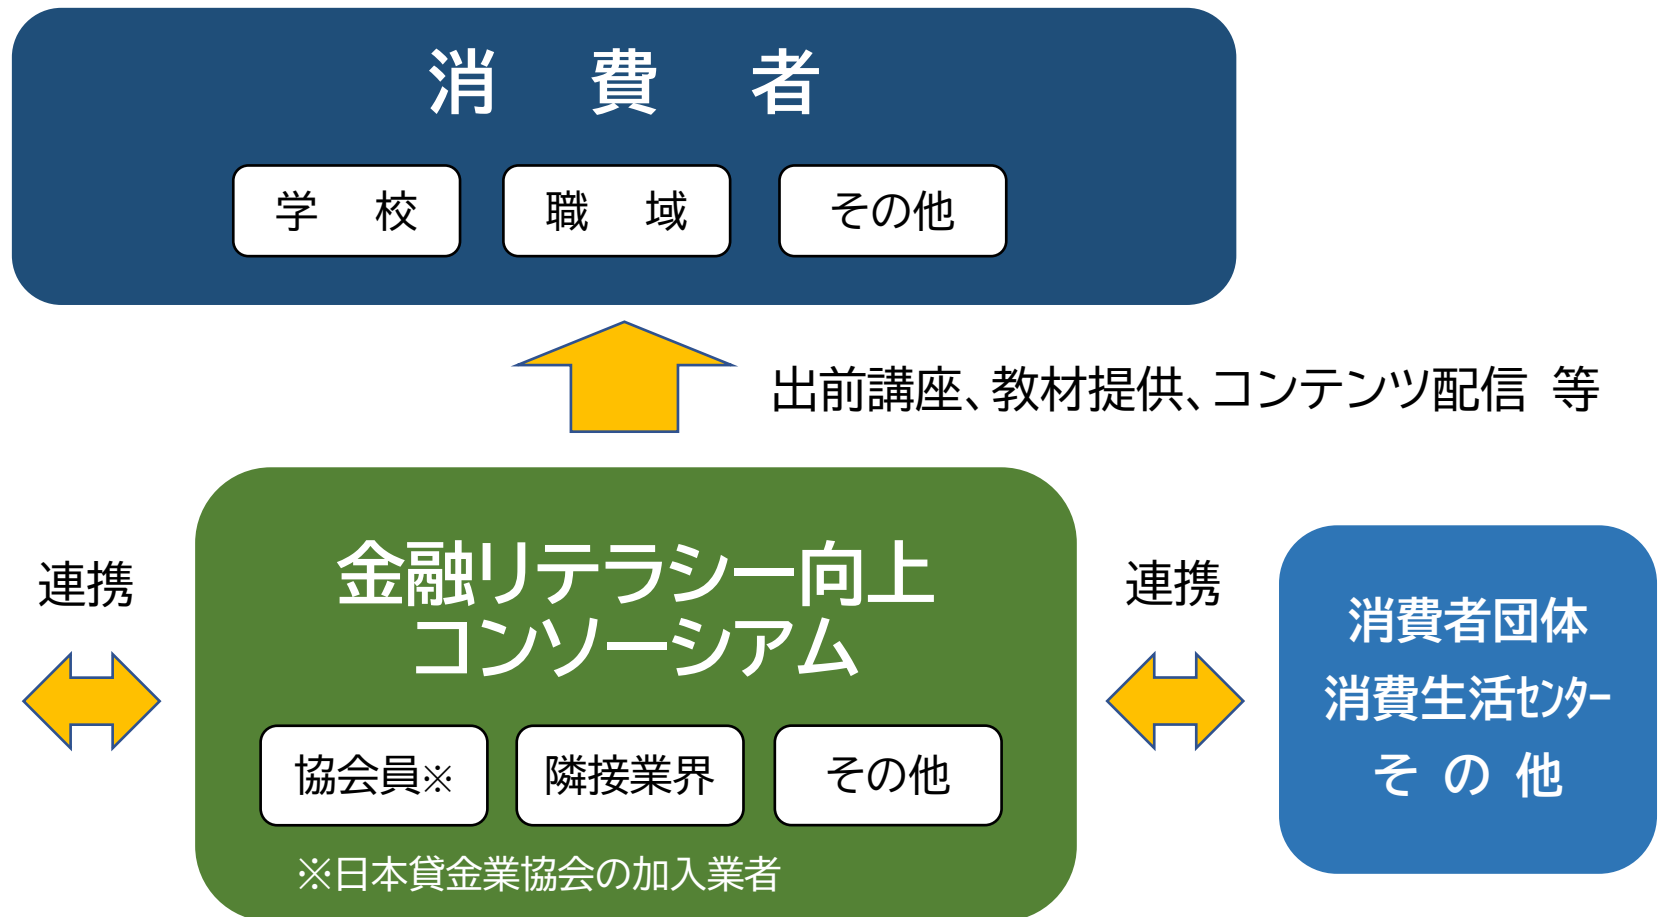 消 費 者
学 校
職 域
その他
出前講座、教材提供、コンテンツ配信 等
連携
金融リテラシー向上
コンソーシアム
協会員※
隣接業界
その他
※日本貸金業協会の加入業者
連携
消費者団体
消費生活ｾﾝﾀｰ
そ の 他